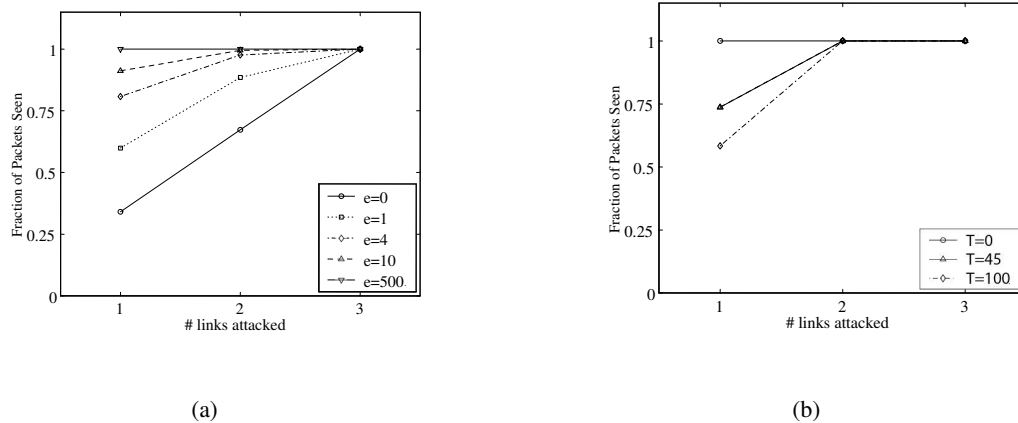 1
0.75
0.5
0.25
0
Fraction of Packets Seen
1
2
3
# links attacked
e=0
e=1
e=4
e=10
e=500
(a)
1
0.75
0.5
0.25
0
Fraction of Packets Seen
1
2
3
# links attacked
T=0
T=45
T=100
(b)